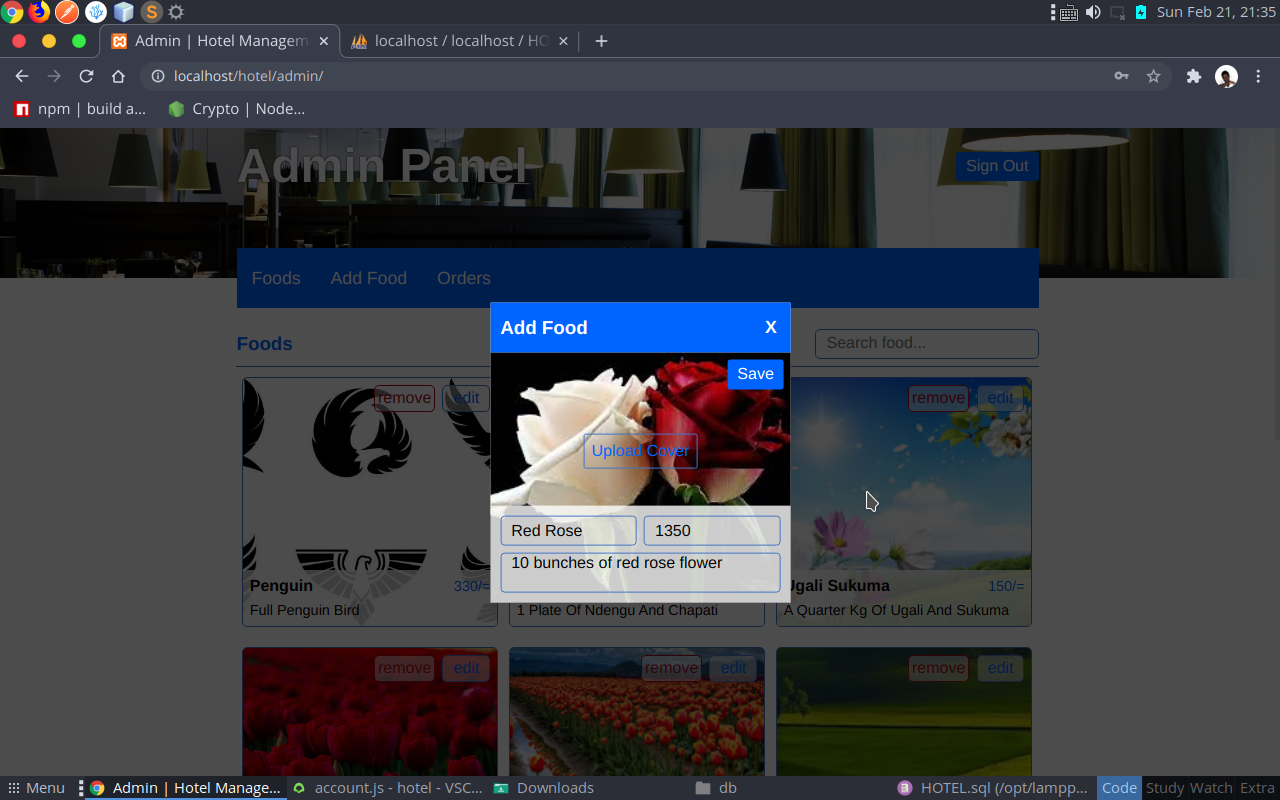 Sun Feb 21, 21:35
Admin | Hotel Managem
localhost / localhost / HO
localhost/hotel/admin/
npm | build a...
Crypto | Node...
Admin Panel
Sign Out
Foods
Add Food
Orders
Foods
Search food...
Add Food
X
Save
Upload Cover
Red Rose
1350
10 bunches of red rose flower
remove
edit
Penguin
330/=
Full Penguin Bird
1 Plate Of Ndengu And Chapati
remove
edit
Ugali Sukuma
150/=
A Quarter Kg Of Ugali And Sukuma
remove
edit
remove
edit
remove
edit
Menu
Admin | Hotel Manage...
account.js - hotel - VSC...
Downloads
db
HOTEL.sql (/opt/lampp...
Code
Study
Watch
Extra